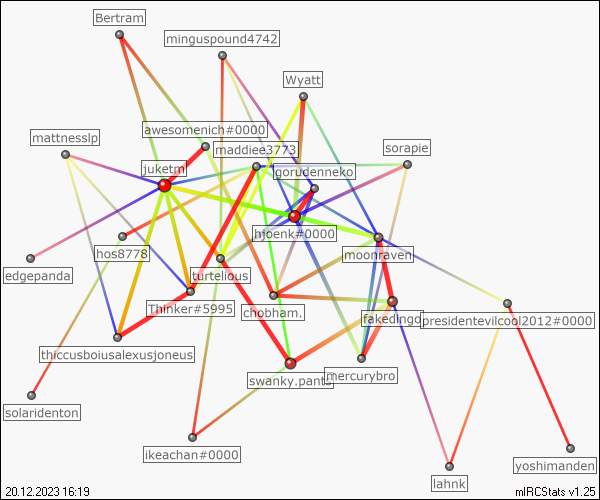 Bertram
minguspound4742
Wyatt
awesomenich#0000
mattnesslp
maddiee3773
sorapie
juketm
gorudenneko
hjoenk#0000
hos8778
moonraven
edgepanda
turtelious
Thinker#5995
chobham.
fakedingo
presidentevilcool2012#0000
thiccusboiusalexusjoneus
swanky.pants
mercurybro
solaridenton
ikeachan#0000
lahnk
yoshimanden
20.12.2023 16:19
mIRCStats v1.25